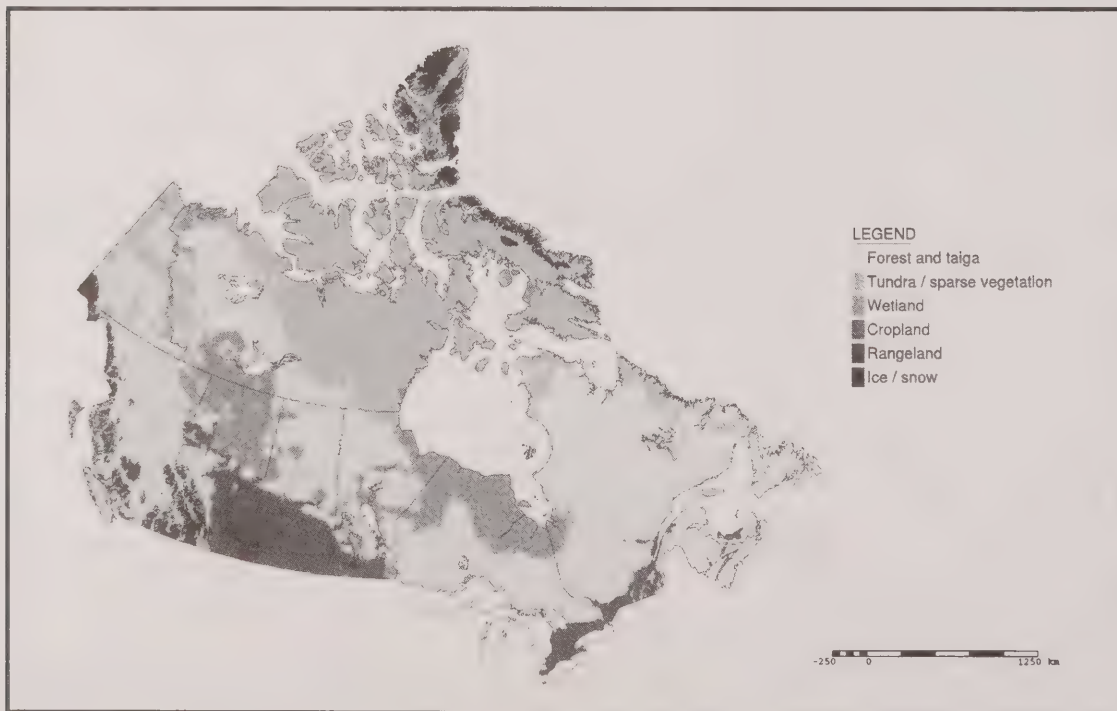 LEGEND
Forest and taiga
Tundra / sparse vegetation
Wetland
Cropland
Rangeland
Ice / snow
-250 0 1250 km